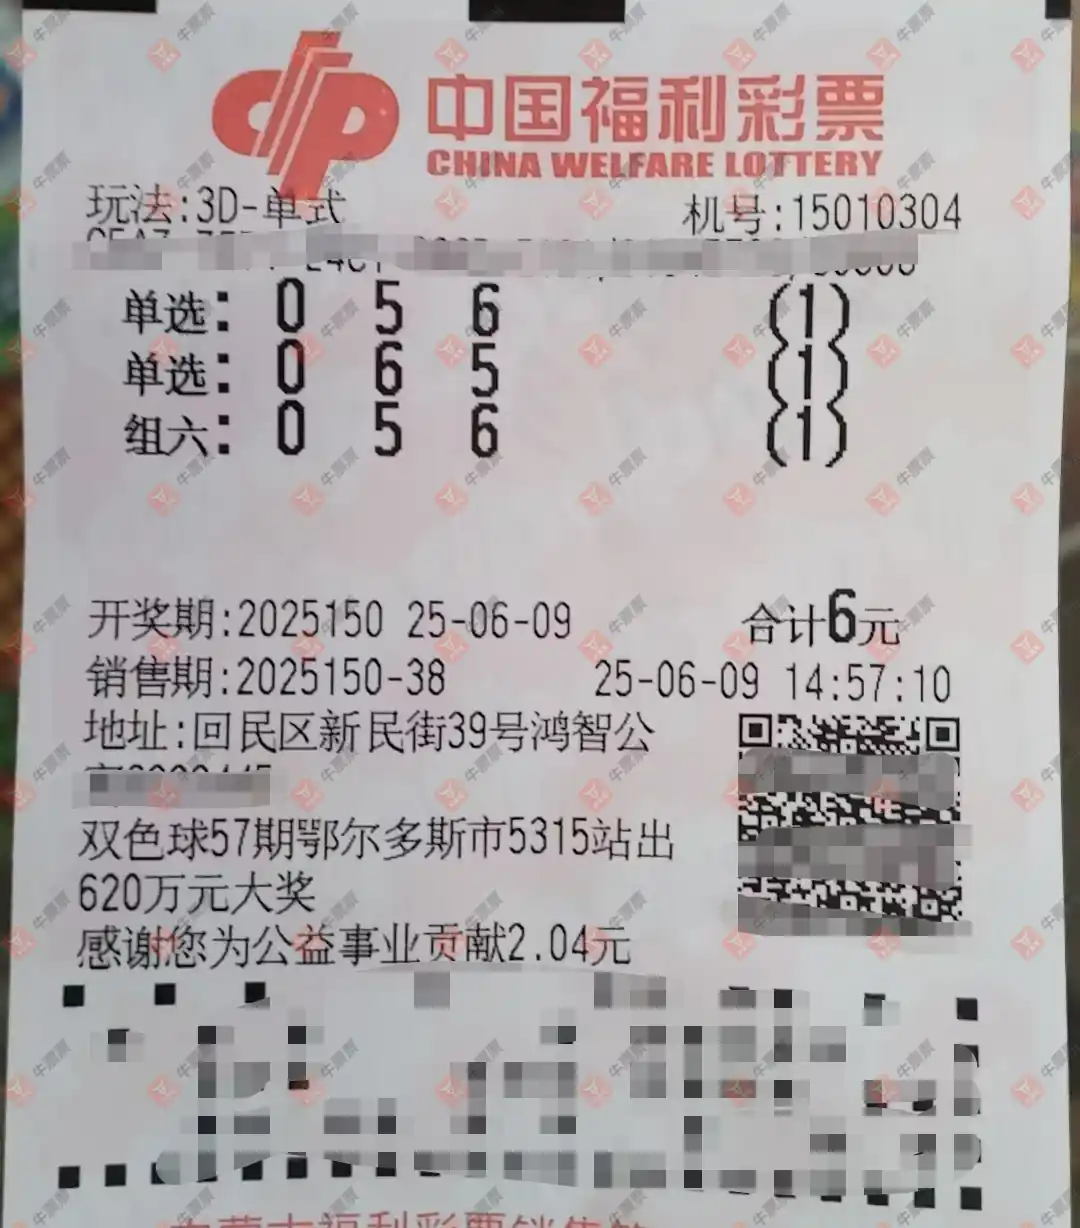 中国福利彩票
CHINA WELFARE LOTTERY
玩法:3D-单式 机号:15010304
单选: 0 5 6 (1)
单选: 0 6 5 (1)
组六: 0 5 6 (1)
开奖期:2025150 25-06-09 合计6元
销售期:2025150-38 25-06-09 14:57:10
地址:回民区新民街39号鸿智公
双色球57期鄂尔多斯市5315站出
620万元大奖
感谢您为公益事业贡献2.04元
牛票票